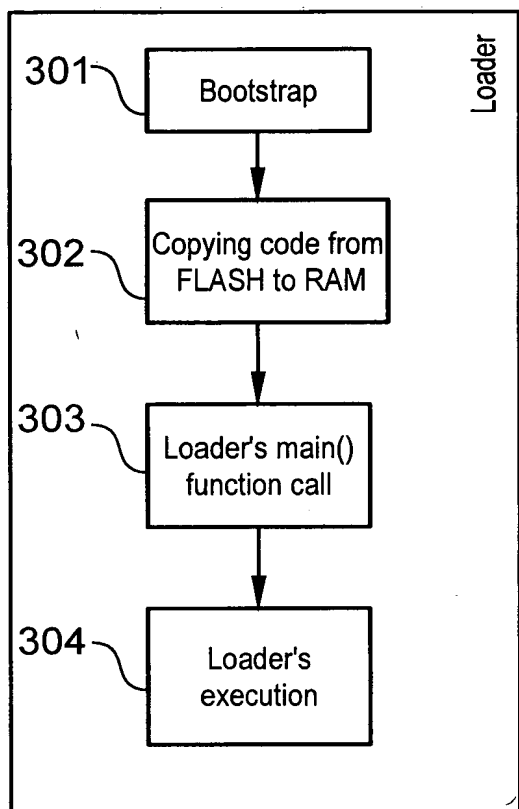 Loader
301
Bootstrap
302
Copying code from
FLASH to RAM
303
Loader's main()
function call
304
Loader's
execution